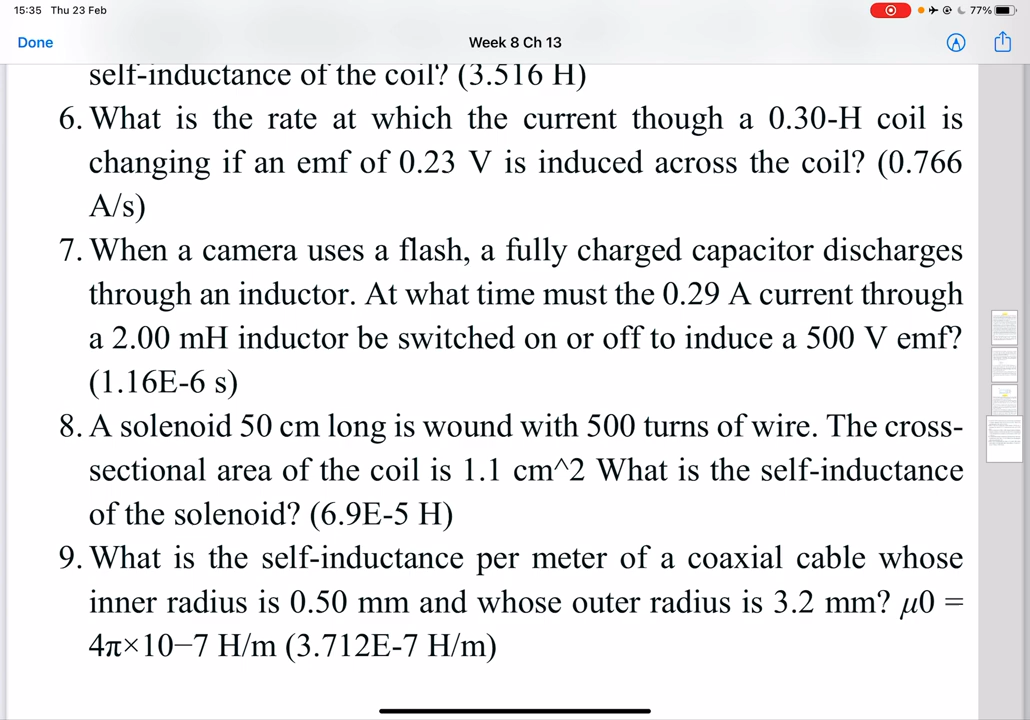 15:35 Thu 23 Feb
77%
Done
Week 8 Ch 13
self-inductance of the coil? (3.516 H)
6. What is the rate at which the current though a 0.30-H coil is
changing if an emf of 0.23 V is induced across the coil? (0.766
A/s)
7. When a camera uses a flash, a fully charged capacitor discharges
through an inductor. At what time must the 0.29 A current through
a 2.00 mH inductor be switched on or off to induce a 500 V emf?
(1.16E-6 s)
8. A solenoid 50 cm long is wound with 500 turns of wire. The cross-
sectional area of the coil is 1.1 cm^2 What is the self-inductance
of the solenoid? (6.9E-5 H)
9. What is the self-inductance per meter of a coaxial cable whose
inner radius is 0.50 mm and whose outer radius is 3.2 mm? μ0 =
4π×10−7 H/m (3.712E-7 H/m)